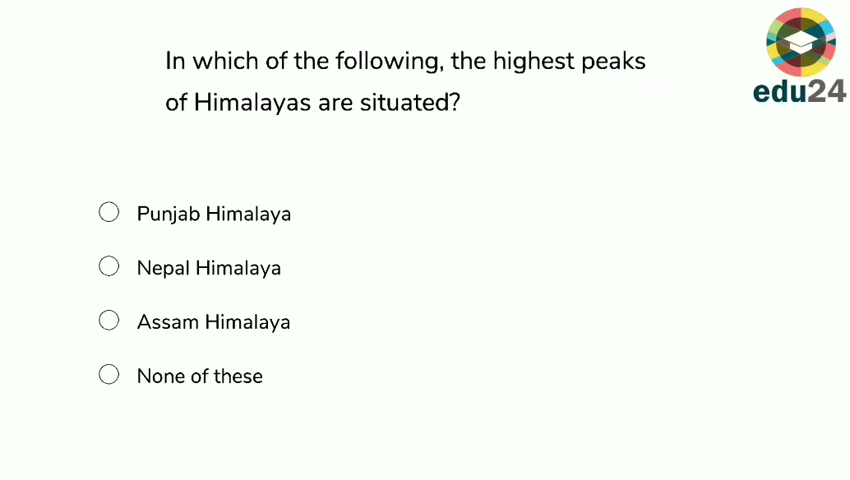 In which of the following, the highest peaks
of Himalayas are situated?
edu24
Punjab Himalaya
Nepal Himalaya
Assam Himalaya
None of these